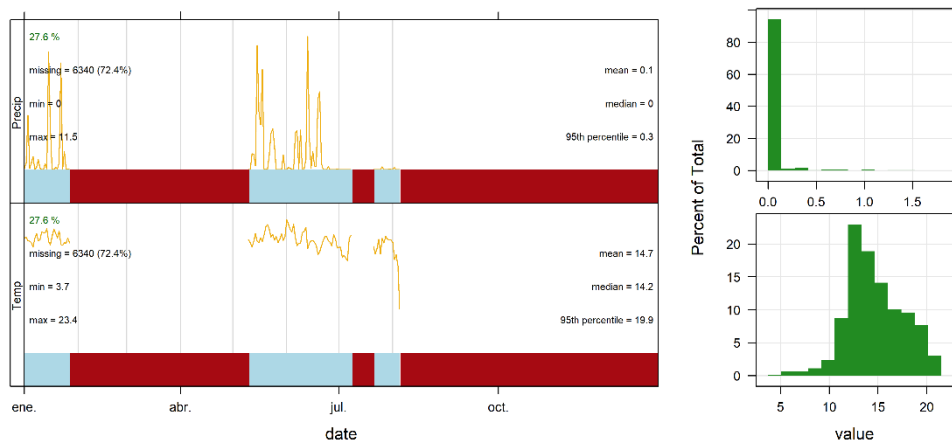 Precip
27.6 %
missing = 6340 (72.4%)
min = 0
max = 11.5
mean = 0.1
median = 0
95th percentile = 0.3
Temp
27.6 %
missing = 6340 (72.4%)
min = 3.7
max = 23.4
mean = 14.7
median = 14.2
95th percentile = 19.9
ene.
abr.
jul.
oct.
date
Percent of Total
80
60
40
20
0
0.0
0.5
1.0
1.5
20
15
10
5
0
5
10
15
20
value